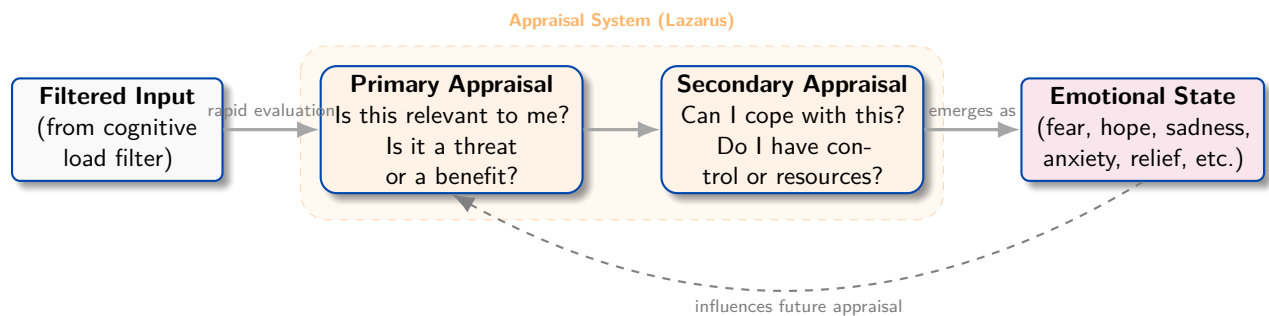 Appraisal System (Lazarus)
Filtered Input
(from cognitive
load filter)
rapid evaluation
Primary Appraisal
Is this relevant to me?
Is it a threat
or a benefit?
Secondary Appraisal
Can I cope with this?
Do I have con-
trol or resources?
emerges as
Emotional State
(fear, hope, sadness,
anxiety, relief, etc.)
influences future appraisal